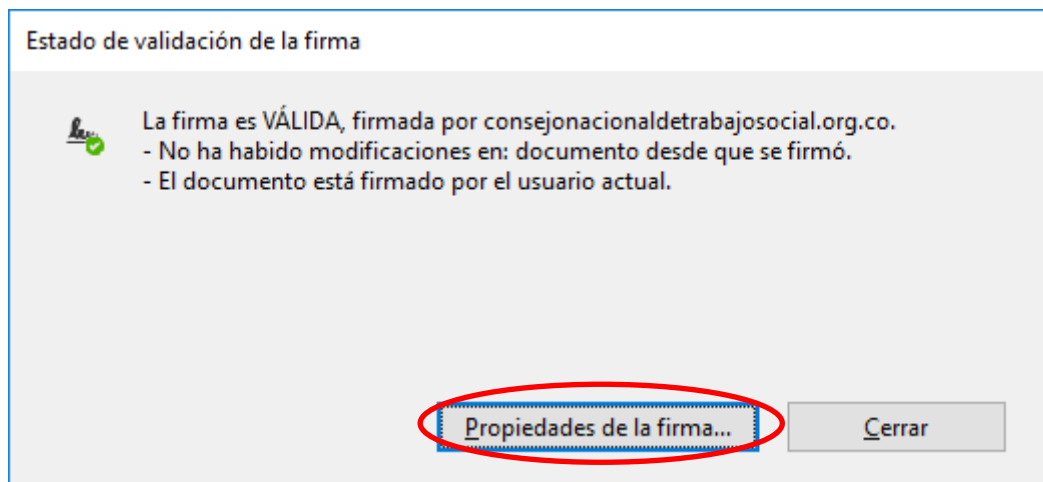 Estado de validación de la firma
La firma es VÁLIDA, firmada por consejonacionaldetrabajosocial.org.co.
- No ha habido modificaciones en: documento desde que se firmó.
- El documento está firmado por el usuario actual.
Propiedades de la firma...
Cerrar